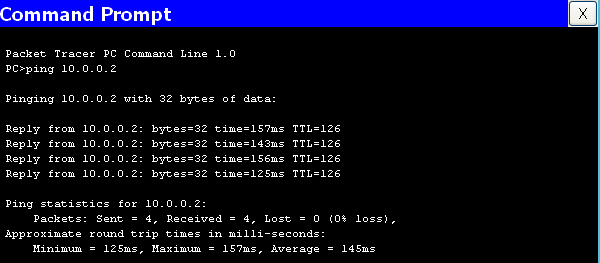 Command Prompt
X
Packet Tracer PC Command Line 1.0
PC>ping 10.0.0.2
Pinging 10.0.0.2 with 32 bytes of data:
Reply from 10.0.0.2: bytes=32 time=157ms TTL=126
Reply from 10.0.0.2: bytes=32 time=143ms TTL=126
Reply from 10.0.0.2: bytes=32 time=156ms TTL=126
Reply from 10.0.0.2: bytes=32 time=125ms TTL=126
Ping statistics for 10.0.0.2:
Packets: Sent = 4, Received = 4, Lost = 0 (0% loss),
Approximate round trip times in milli-seconds:
Minimum = 125ms, Maximum = 157ms, Average = 145ms